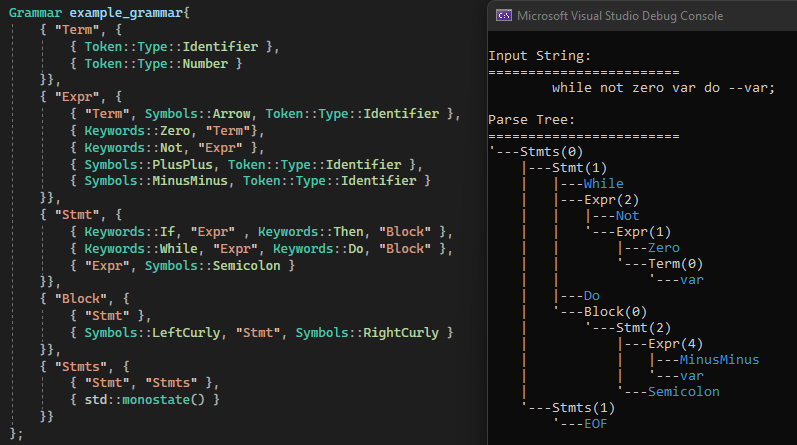 Grammar example_grammar{
    { "Term", {
        { Token::Type::Identifier },
        { Token::Type::Number }
    }},
    { "Expr", {
        { "Term", Symbols::Arrow, Token::Type::Identifier },
        { Keywords::Zero, "Term"},
        { Keywords::Not, "Expr" },
        { Symbols::PlusPlus, Token::Type::Identifier },
        { Symbols::MinusMinus, Token::Type::Identifier }
    }},
    { "Stmt", {
        { Keywords::If, "Expr" , Keywords::Then, "Block" },
        { Keywords::While, "Expr", Keywords::Do, "Block" },
        { "Expr", Symbols::Semicolon }
    }},
    { "Block", {
        { "Stmt" },
        { Symbols::LeftCurly, "Stmt", Symbols::RightCurly }
    }},
    { "Stmts", {
        { "Stmt", "Stmts" },
        { std::monostate() }
    }}
};
C:\ Microsoft Visual Studio Debug Console
Input String:
========================
        while not zero var do --var;
Parse Tree:
========================
'---Stmts(0)
    |---Stmt(1)
    |   |---While
    |   |---Expr(2)
    |   |   |---Not
    |   |   '---Expr(1)
    |   |       |---Zero
    |   |       '---Term(0)
    |   |           '---var
    |   |---Do
    |   '---Block(0)
    |       '---Stmt(2)
    |           |---Expr(4)
    |           |   |---MinusMinus
    |           |   '---var
    |           '---Semicolon
    '---Stmts(1)
        '---EOF